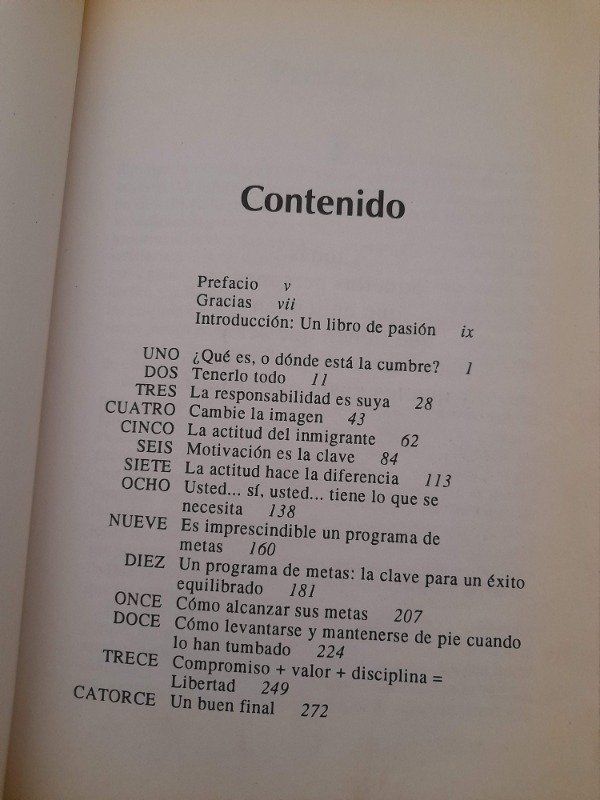 Contenido
Prefacio v
Gracias vii
Introducción: Un libro de pasión ix
UNO ¿Qué es, o dónde está la cumbre? 1
DOS Tenerlo todo 11
TRES La responsabilidad es suya 28
CUATRO Cambie la imagen 43
CINCO La actitud del inmigrante 62
SEIS Motivación es la clave 84
SIETE La actitud hace la diferencia 113
OCHO Usted... sí, usted... tiene lo que se
necesita 138
NUEVE Es imprescindible un programa de
metas 160
DIEZ Un programa de metas: la clave para un éxito
equilibrado 181
ONCE Cómo alcanzar sus metas 207
DOCE Cómo levantarse y mantenerse de pie cuando
lo han tumbado 224
TRECE Compromiso + valor + disciplina =
Libertad 249
CATORCE Un buen final 272